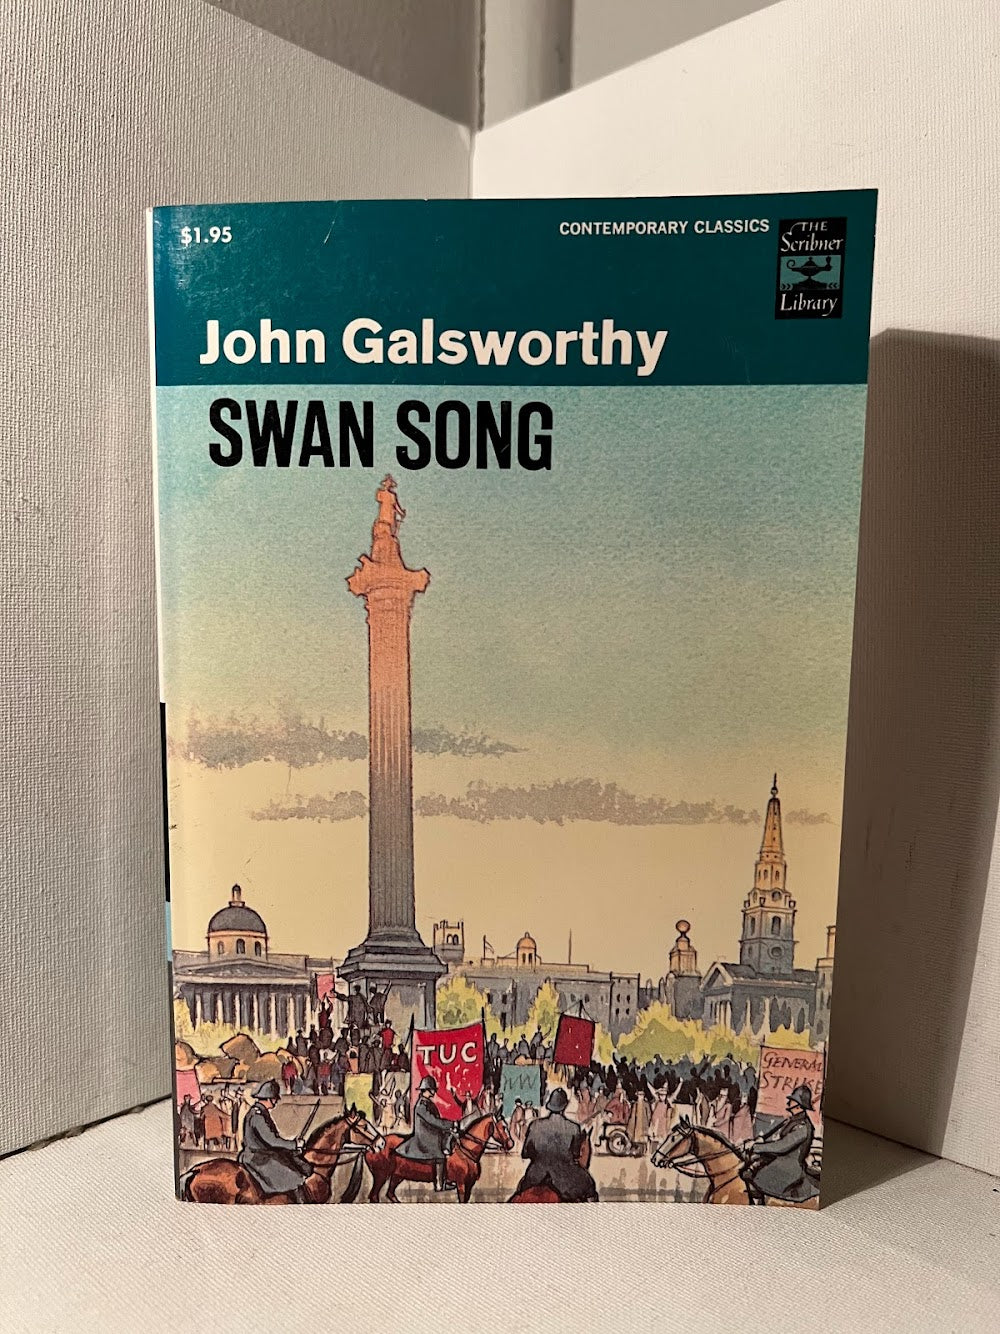 $1.95
CONTEMPORARY CLASSICS
THE
Scribner
Library
John Galsworthy
SWAN SONG
TUC
GENERAL
STRIKE